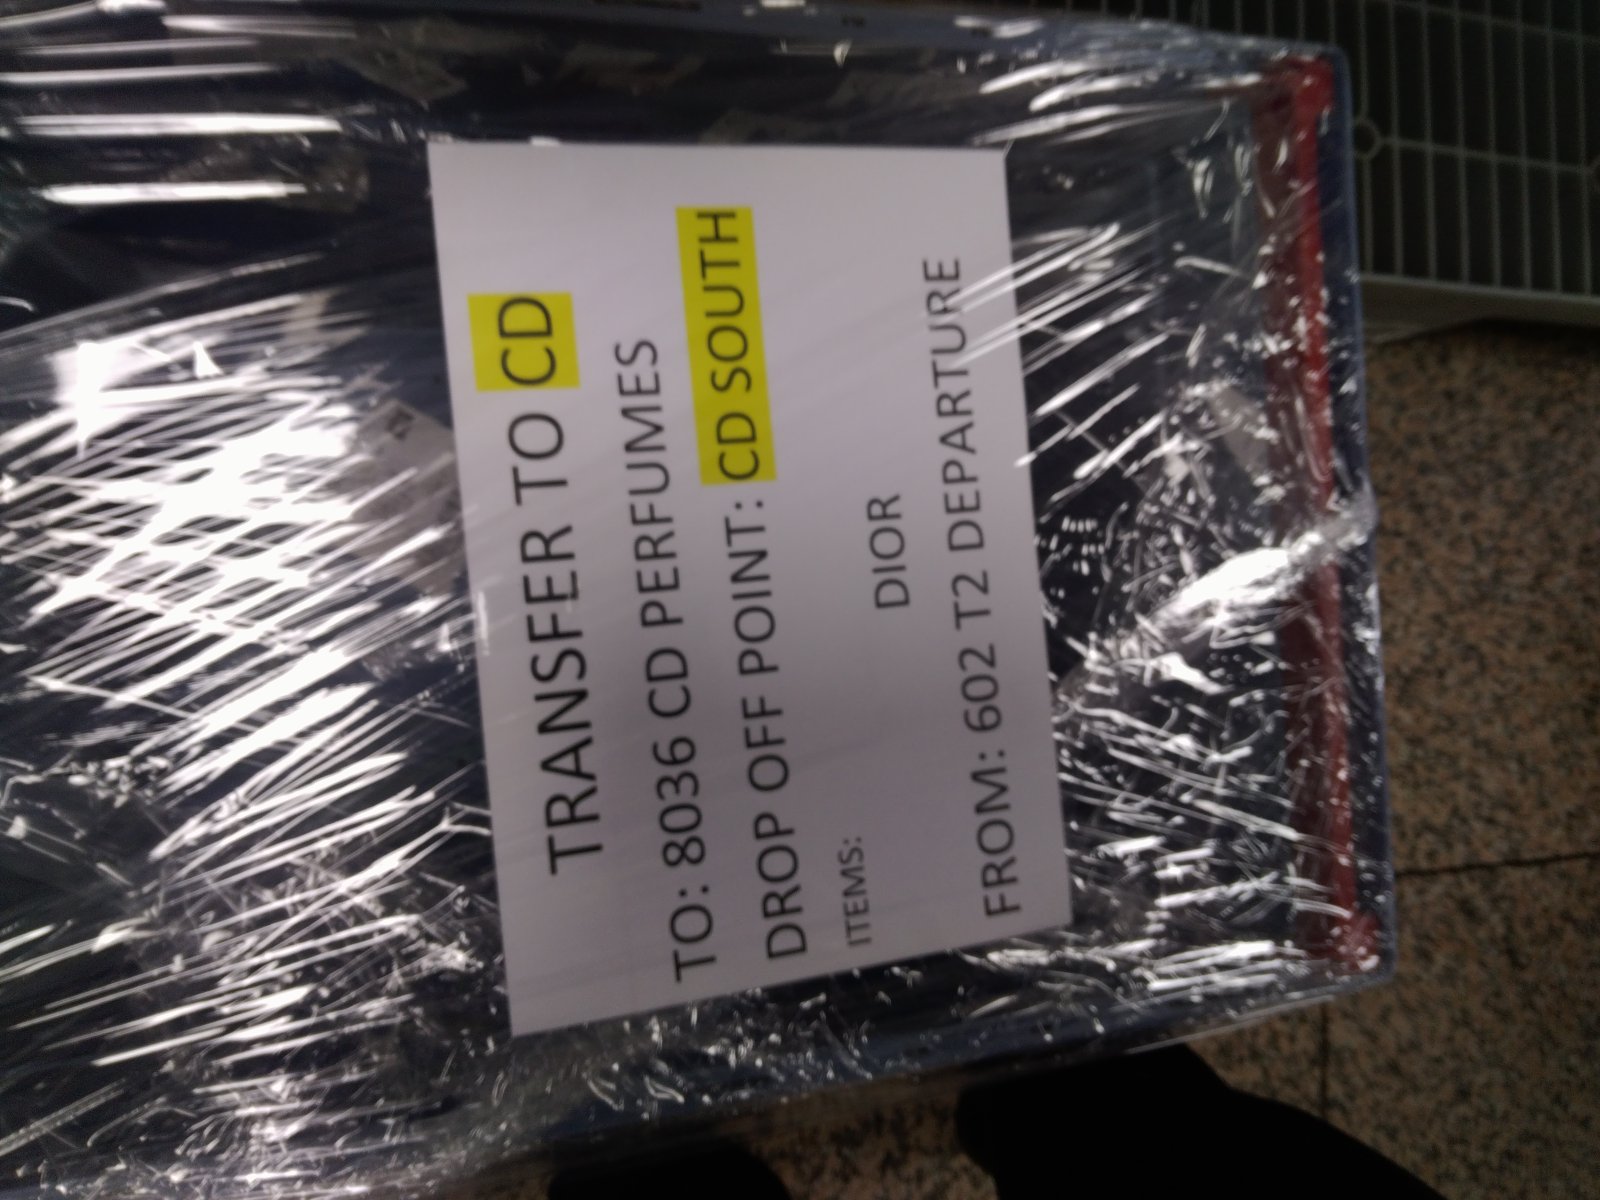 TRANSFER TO CD
TO: 8036 CD PERFUMES
DROP OFF POINT: CD SOUTH
ITEMS:
DIOR
FROM: 602 T2 DEPARTURE